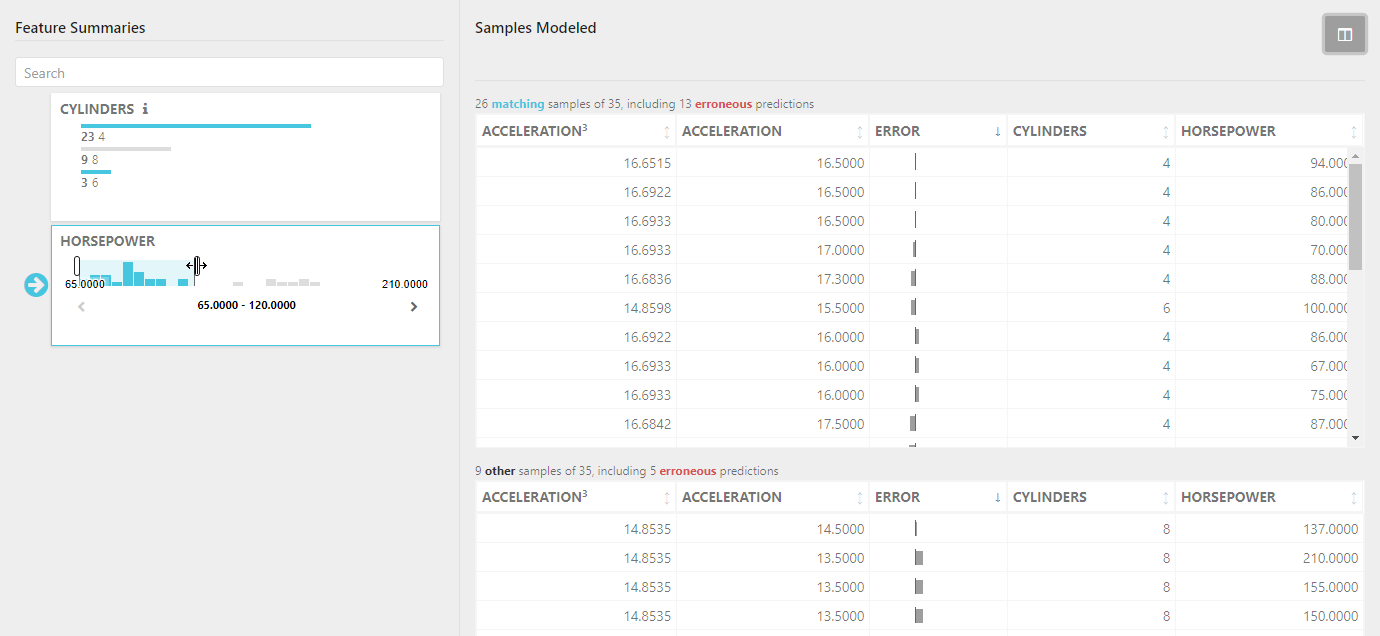 Feature Summaries
Search
CYLINDERS i
23 4
9 8
3 6
HORSEPOWER
65.0000 210.0000
65.0000 - 120.0000
Samples Modeled
26 matching samples of 35, including 13 erroneous predictions
ACCELERATION³ ACCELERATION ERROR CYLINDERS HORSEPOWER
16.6515 16.5000 4 94.000
16.6922 16.5000 4 86.000
16.6933 16.5000 4 80.000
16.6933 17.0000 4 70.000
16.6836 17.3000 4 88.000
14.8598 15.5000 6 100.000
16.6922 16.0000 4 86.000
16.6933 16.0000 4 67.000
16.6933 16.0000 4 75.000
16.6842 17.5000 4 87.000
9 other samples of 35, including 5 erroneous predictions
ACCELERATION³ ACCELERATION ERROR CYLINDERS HORSEPOWER
14.8535 14.5000 8 137.0000
14.8535 13.5000 8 210.0000
14.8535 13.5000 8 155.0000
14.8535 13.5000 8 150.0000